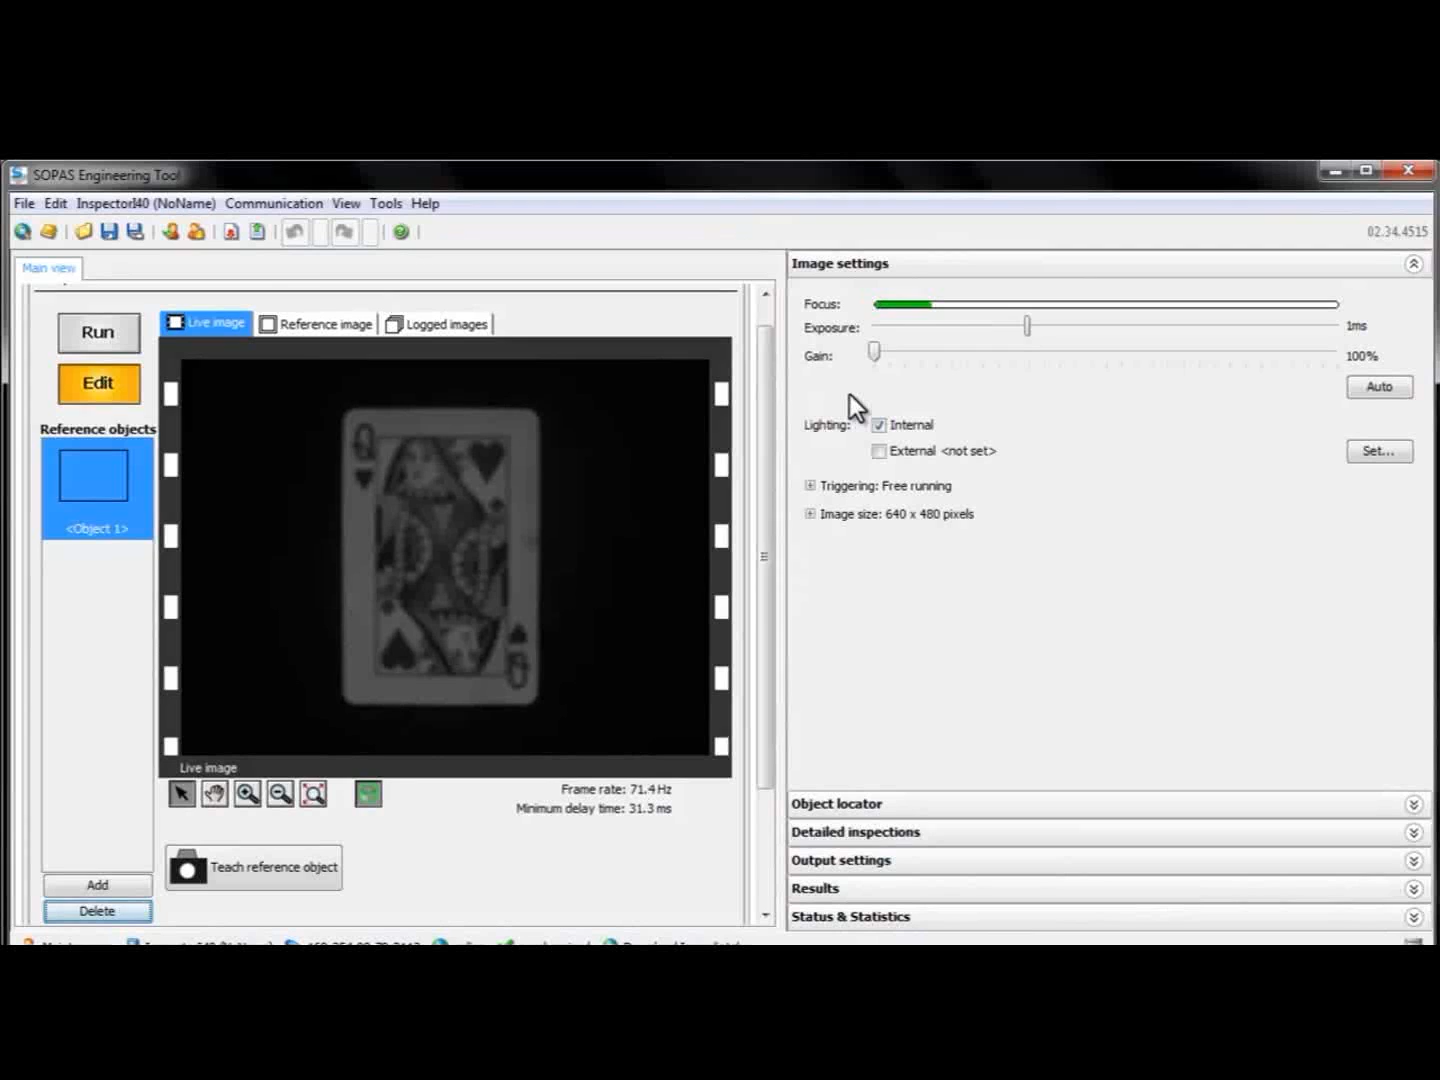 SOPAS Engineering Tool
File Edit InspectorI40 (NoName) Communication View Tools Help
02.34.4515
Main view
Image settings
Run
Live image Reference image Logged images
Focus:
Exposure: 1ms
Gain: 100%
Edit
Auto
Reference objects
Lighting: Internal
External <not set> Set...
Triggering: Free running
Image size: 640 x 480 pixels
<Object 1>
Q
Q
Live image
Frame rate: 71.4 Hz
Minimum delay time: 31.3 ms
Teach reference object
Add
Delete
Object locator
Detailed inspections
Output settings
Results
Status & Statistics